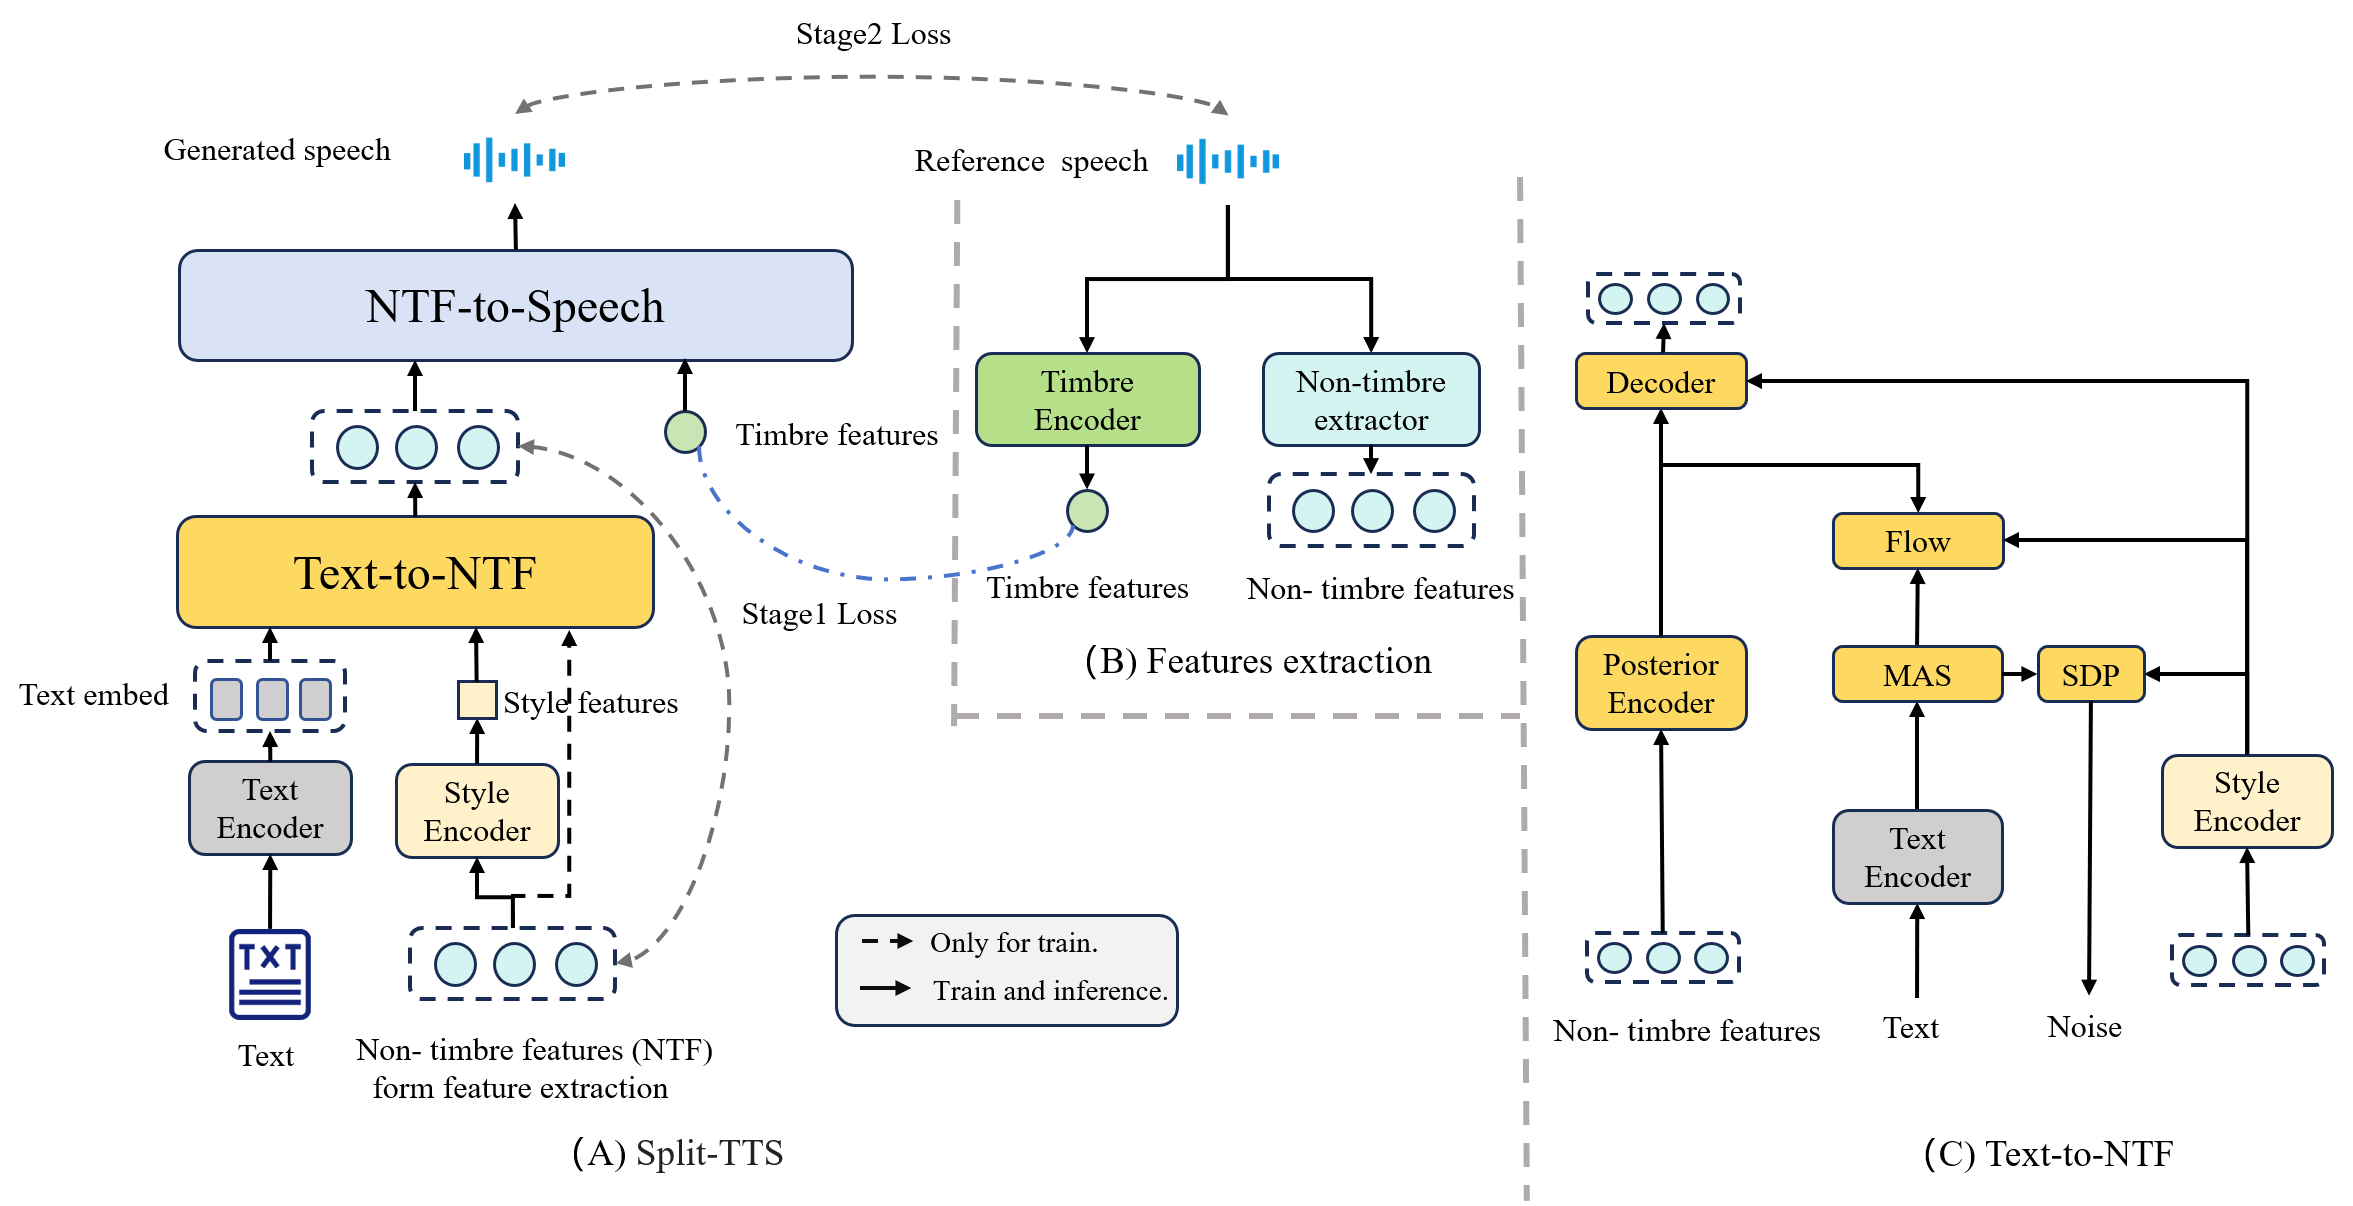 Stage2 Loss
Generated speech
Reference speech
NTF-to-Speech
Timbre features
Text-to-NTF
Stage1 Loss
Text embed
Style features
Text
Encoder
Style
Encoder
TXT
Text
Non- timbre features (NTF)
form feature extraction
(A) Split-TTS
Only for train.
Train and inference.
Timbre
Encoder
Non-timbre
extractor
Timbre features
Non- timbre features
(B) Features extraction
Decoder
Flow
Posterior
Encoder
MAS
SDP
Text
Encoder
Style
Encoder
Non- timbre features
Text
Noise
(C) Text-to-NTF